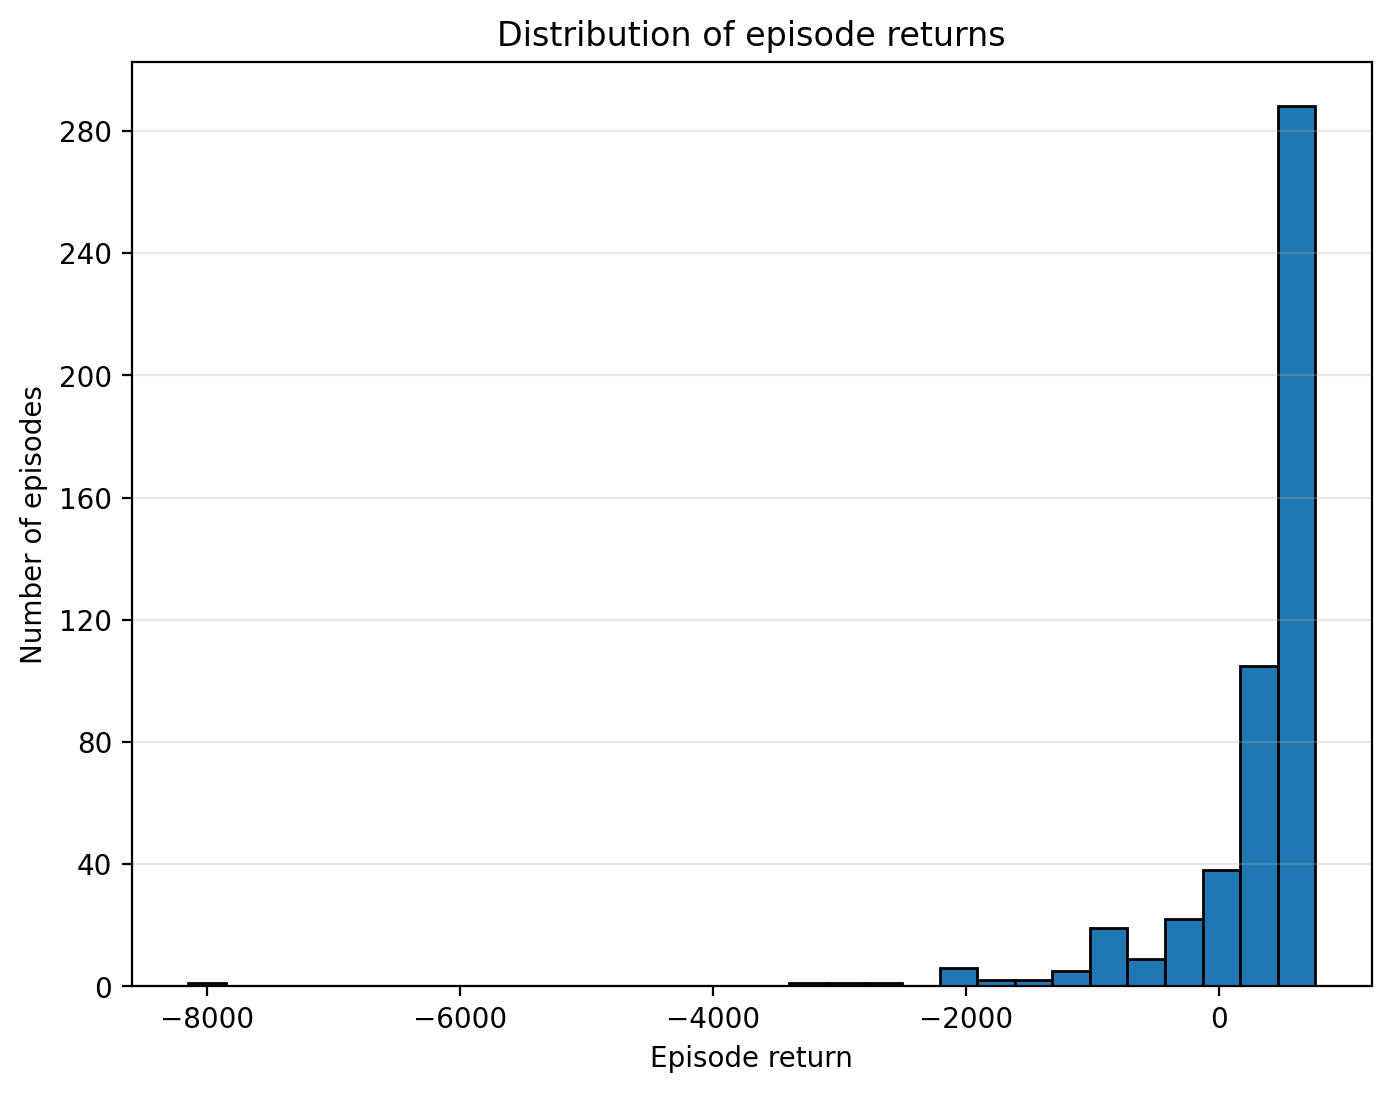 Distribution of episode returns
Number of episodes
280
240
200
160
120
80
40
0
−8000 −6000 −4000 −2000 0
Episode return